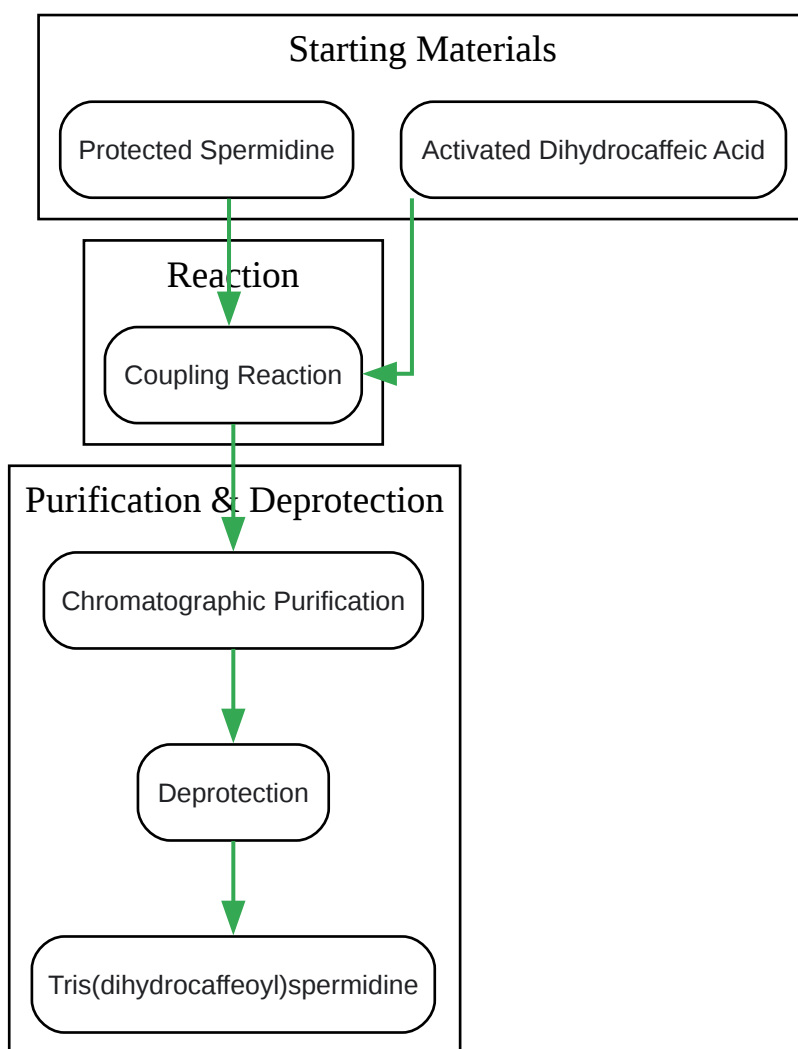 Starting Materials
Protected Spermidine
Activated Dihydrocaffeic Acid
Reaction
Coupling Reaction
Purification & Deprotection
Chromatographic Purification
Deprotection
Tris(dihydrocaffeoyl)spermidine